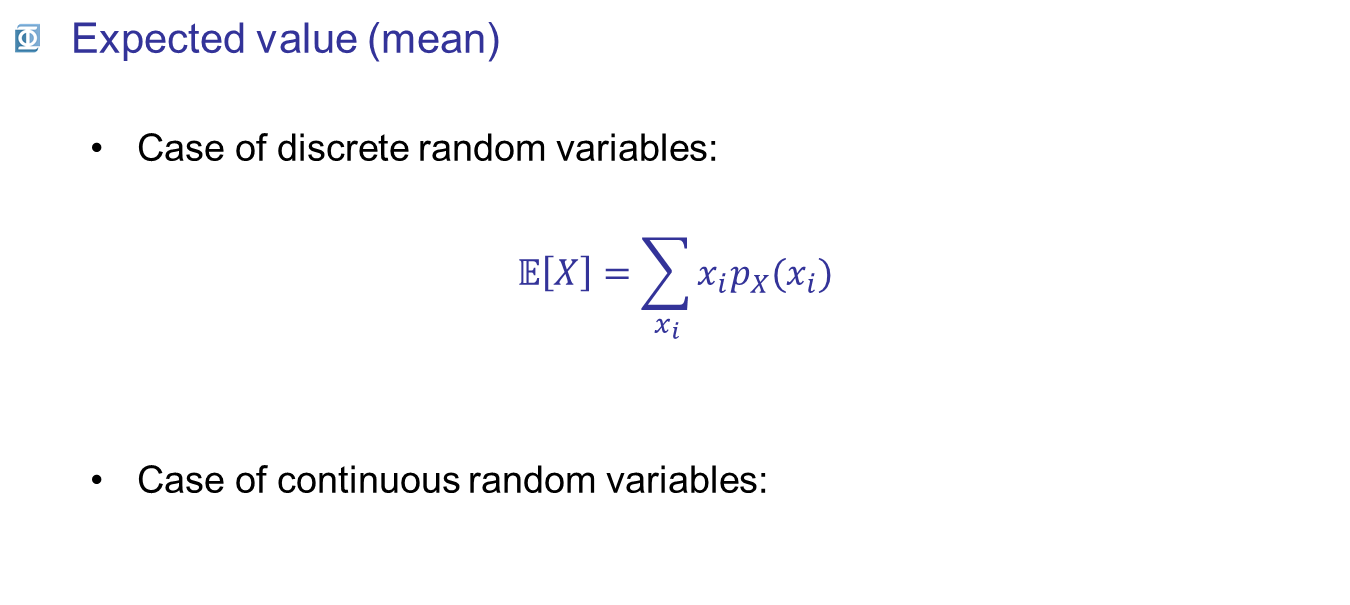 Expected value (mean)
• Case of discrete random variables:
𝔼[X] = ∑_{x_i} x_i p_X(x_i)
• Case of continuous random variables: